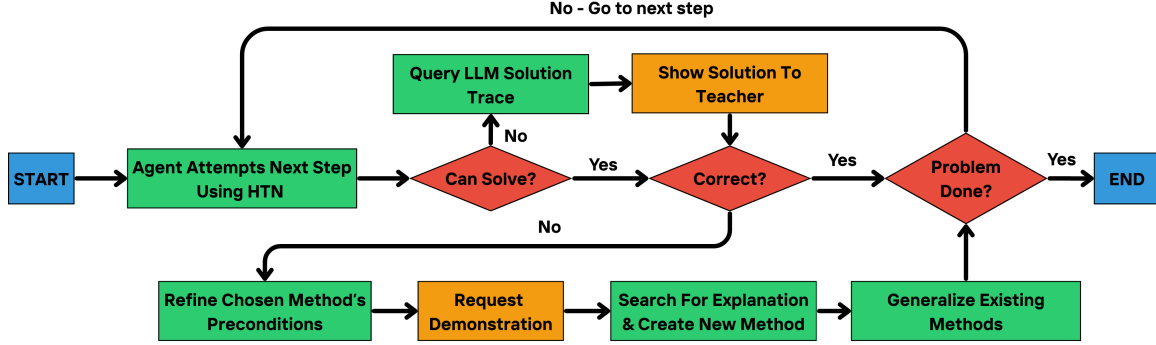 No - Go to next step
Query LLM Solution
Trace
Show Solution To
Teacher
No
START
Agent Attempts Next Step
Using HTN
Can Solve?
Yes
Correct?
Yes
Problem
Done?
Yes
END
No
Refine Chosen Method's
Preconditions
Request
Demonstration
Search For Explanation
& Create New Method
Generalize Existing
Methods